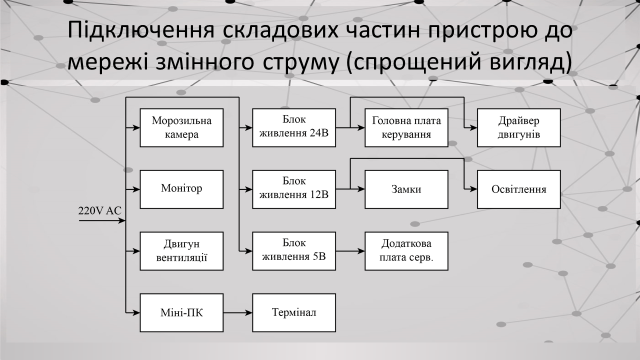 Підключення складових частин пристрою до
мережі змінного струму (спрощений вигляд)
Морозильна
камера
Блок
живлення 24В
Головна плата
керування
Драйвер
двигунів
Монітор
Блок
живлення 12В
Замки
Освітлення
220V AC
Двигун
вентиляції
Блок
живлення 5В
Додаткова
плата серв.
Міні-ПК
Термінал